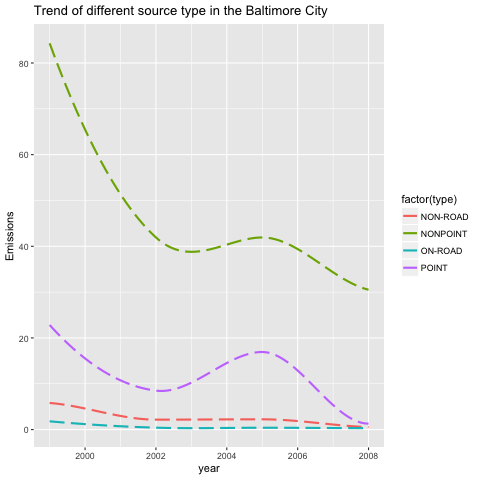 Trend of different source type in the Baltimore City
80
60
40
20
0
Emissions
2000
2002
2004
2006
2008
year
factor(type)
NON-ROAD
NONPOINT
ON-ROAD
POINT